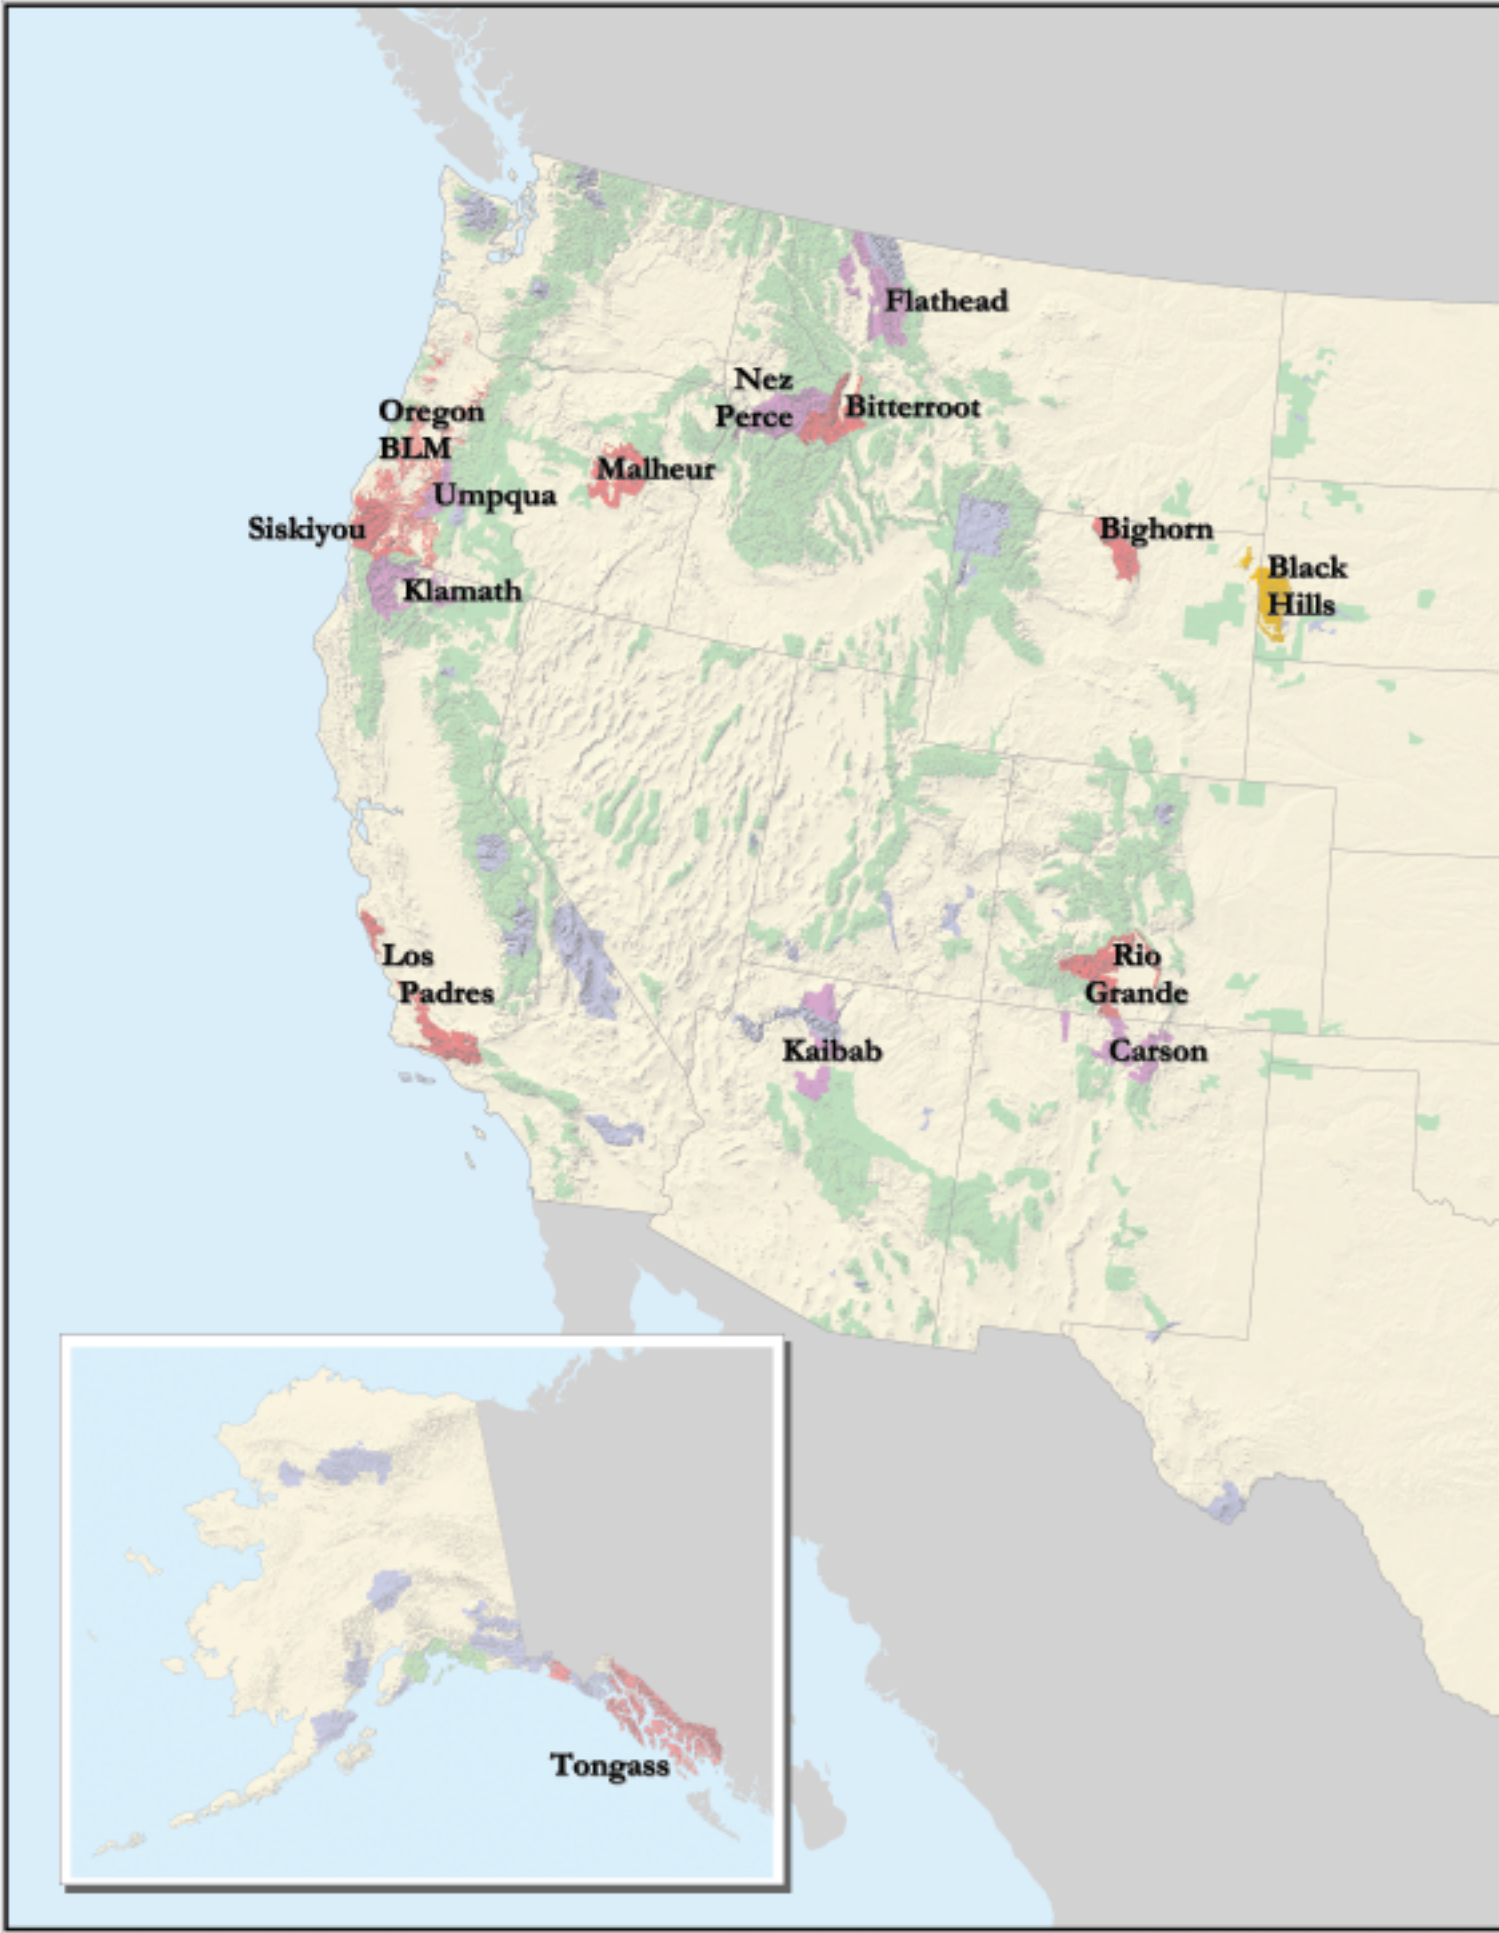 Flathead
Nez
Perce
Bitterroot
Oregon
BLM
Malheur
Umpqua
Siskiyou
Bighorn
Klamath
Black
Hills
Los
Padres
Rio
Grande
Kaibab
Carson
Tongass